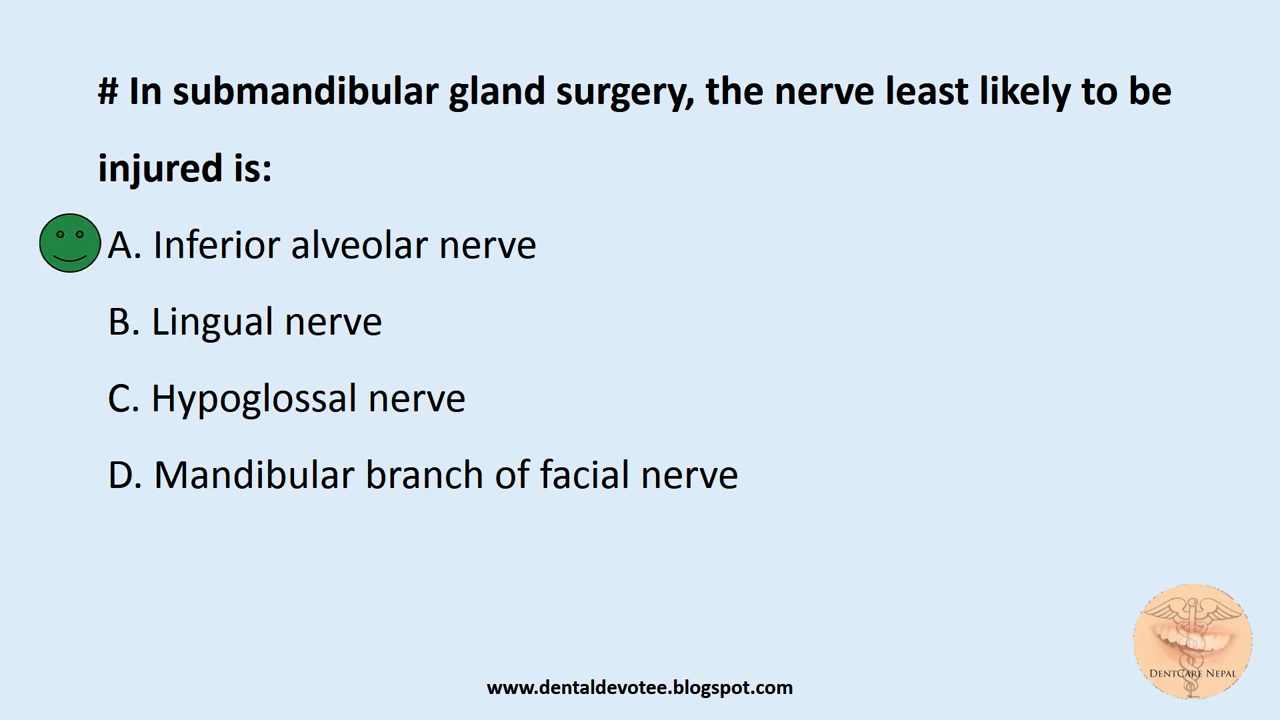 # In submandibular gland surgery, the nerve least likely to be
injured is:
A. Inferior alveolar nerve
B. Lingual nerve
C. Hypoglossal nerve
D. Mandibular branch of facial nerve
DentCare Nepal
www.dentaldevotee.blogspot.com